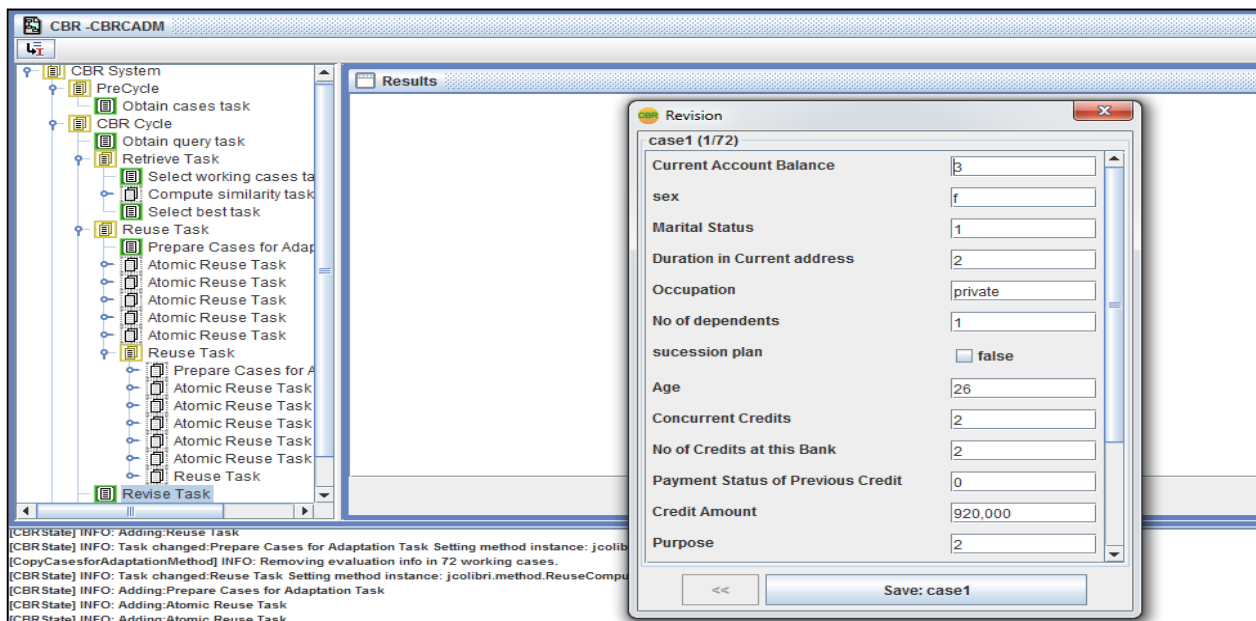 CBR -CBRCADM
CBR System
PreCycle
Obtain cases task
CBR Cycle
Obtain query task
Retrieve Task
Select working cases ta
Compute similarity task
Select best task
Reuse Task
Prepare Cases for Adap
Atomic Reuse Task
Atomic Reuse Task
Atomic Reuse Task
Atomic Reuse Task
Atomic Reuse Task
Reuse Task
Prepare Cases for A
Atomic Reuse Task
Atomic Reuse Task
Atomic Reuse Task
Atomic Reuse Task
Atomic Reuse Task
Reuse Task
Revise Task
Results
CBR Revision
case1 (1/72)
Current Account Balance 3
sex f
Marital Status 1
Duration in Current address 2
Occupation private
No of dependents 1
sucession plan false
Age 26
Concurrent Credits 2
No of Credits at this Bank 2
Payment Status of Previous Credit 0
Credit Amount 920,000
Purpose 2
<< Save: case1
[CBRState] INFO: Adding:Reuse Task
[CBRState] INFO: Task changed:Prepare Cases for Adaptation Task Setting method instance: jcolib
[CopyCasesforAdaptationMethod] INFO: Removing evaluation info in 72 working cases.
[CBRState] INFO: Task changed:Reuse Task Setting method instance: jcolibri.method.ReuseCompu
[CBRState] INFO: Adding:Prepare Cases for Adaptation Task
[CBRState] INFO: Adding:Atomic Reuse Task
[CBRState] INFO: Adding:Atomic Reuse Task